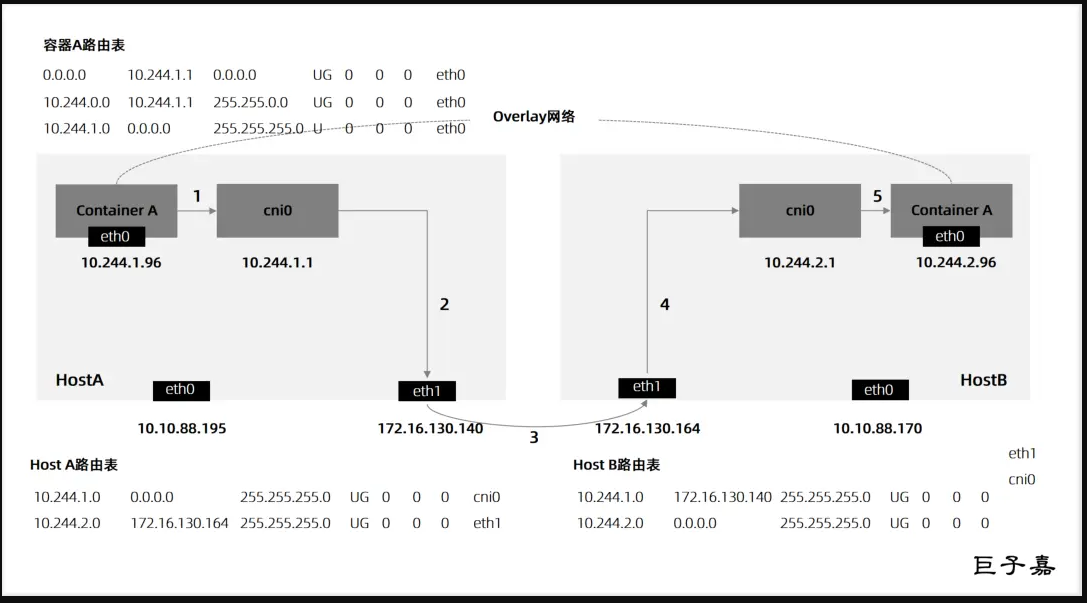 容器A路由表
0.0.0.0 10.244.1.1 0.0.0.0 UG 0 0 0 eth0
10.244.0.0 10.244.1.1 255.255.0.0 UG 0 0 0 eth0
10.244.1.0 0.0.0.0 255.255.255.0 U 0 0 0 eth0
Overlay网络
Container A
eth0
10.244.1.96
1
cni0
10.244.1.1
2
HostA
eth0
10.10.88.195
eth1
172.16.130.140
3
cni0
10.244.2.1
5
Container A
eth0
10.244.2.96
4
eth1
172.16.130.164
eth0
10.10.88.170
HostB
Host A路由表
10.244.1.0 0.0.0.0 255.255.255.0 UG 0 0 0 cni0
10.244.2.0 172.16.130.164 255.255.255.0 UG 0 0 0 eth1
Host B路由表
eth1
cni0
10.244.1.0 172.16.130.140 255.255.255.0 UG 0 0 0
10.244.2.0 0.0.0.0 255.255.255.0 UG 0 0 0
巨子嘉